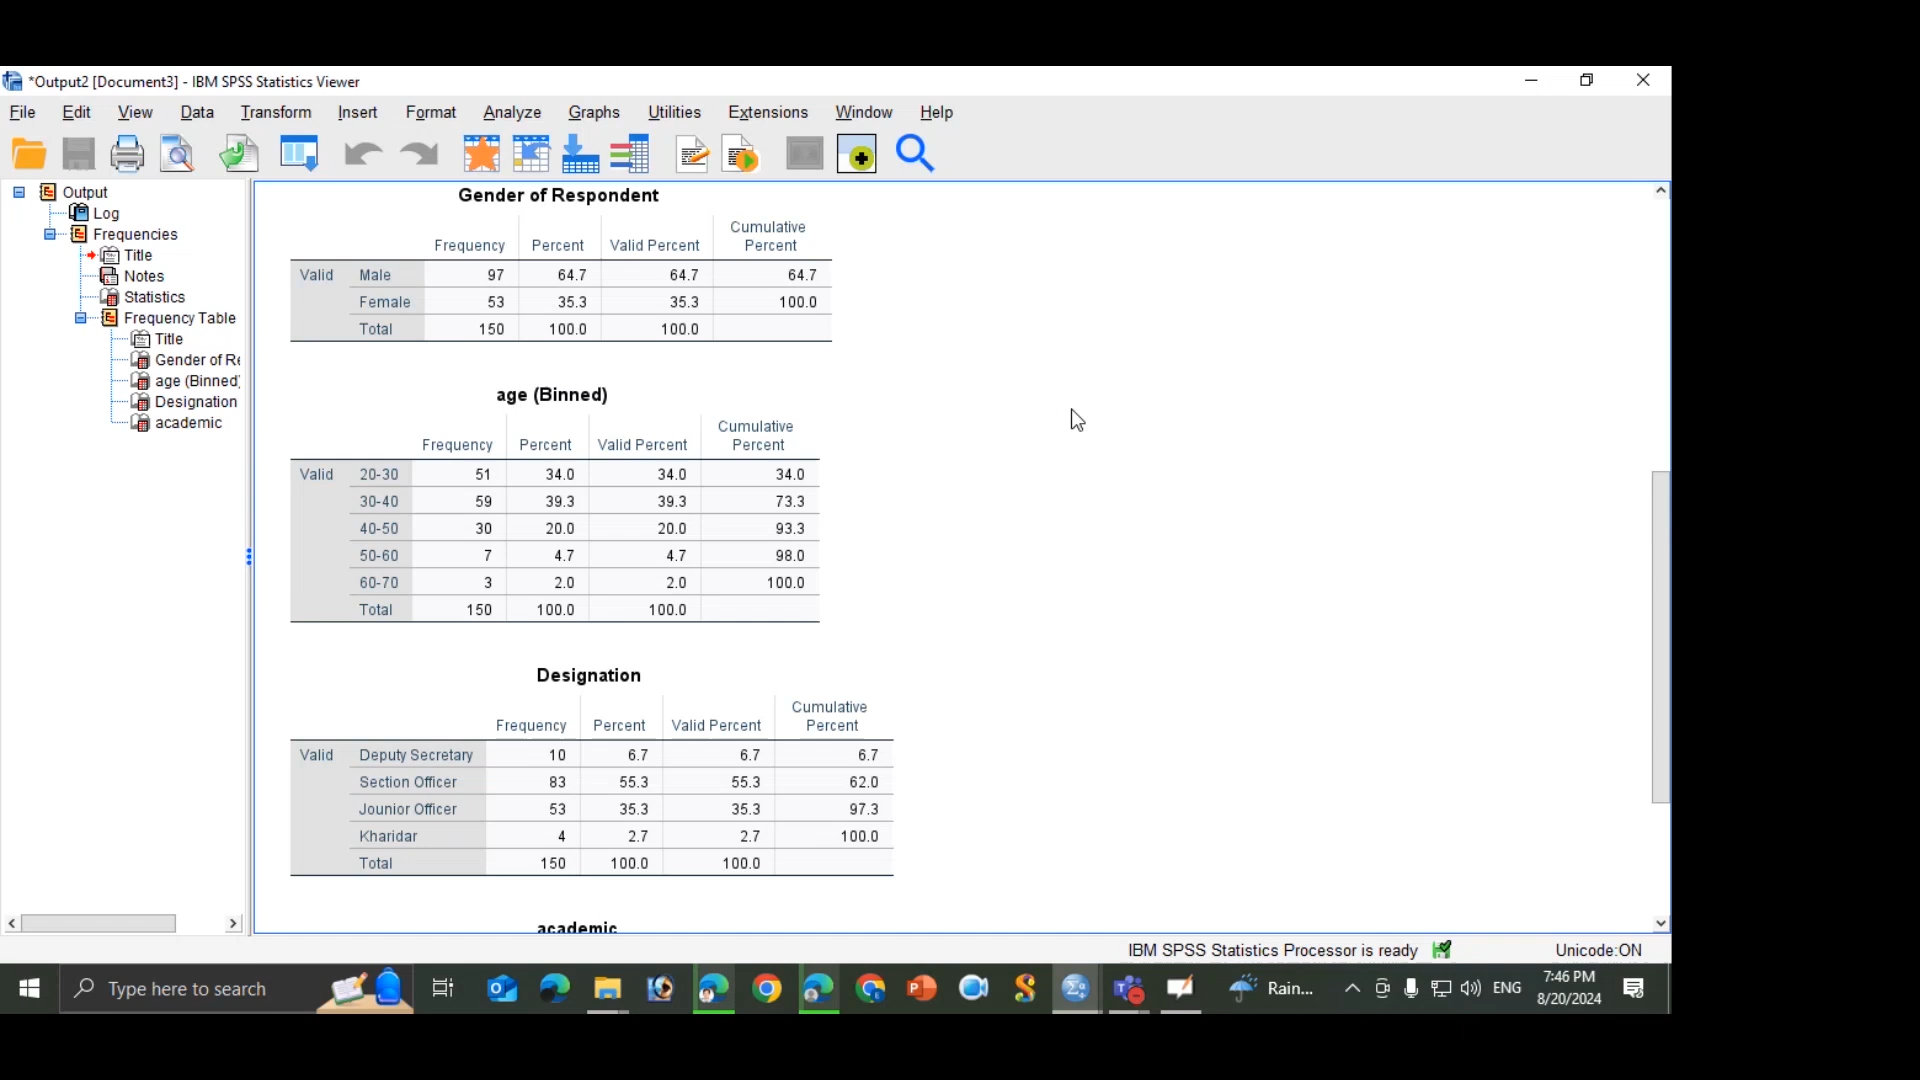 *Output2 [Document3] - IBM SPSS Statistics Viewer
File Edit View Data Transform Insert Format Analyze Graphs Utilities Extensions Window Help
Output
Log
Frequencies
Title
Notes
Statistics
Frequency Table
Title
Gender of Re
age (Binned)
Designation
academic
Gender of Respondent
Frequency Percent Valid Percent Cumulative Percent
Valid Male 97 64.7 64.7 64.7
Female 53 35.3 35.3 100.0
Total 150 100.0 100.0
age (Binned)
Frequency Percent Valid Percent Cumulative Percent
Valid 20-30 51 34.0 34.0 34.0
30-40 59 39.3 39.3 73.3
40-50 30 20.0 20.0 93.3
50-60 7 4.7 4.7 98.0
60-70 3 2.0 2.0 100.0
Total 150 100.0 100.0
Designation
Frequency Percent Valid Percent Cumulative Percent
Valid Deputy Secretary 10 6.7 6.7 6.7
Section Officer 83 55.3 55.3 62.0
Jounior Officer 53 35.3 35.3 97.3
Kharidar 4 2.7 2.7 100.0
Total 150 100.0 100.0
academic
IBM SPSS Statistics Processor is ready Unicode:ON
Type here to search Rain... ENG 7:46 PM
8/20/2024